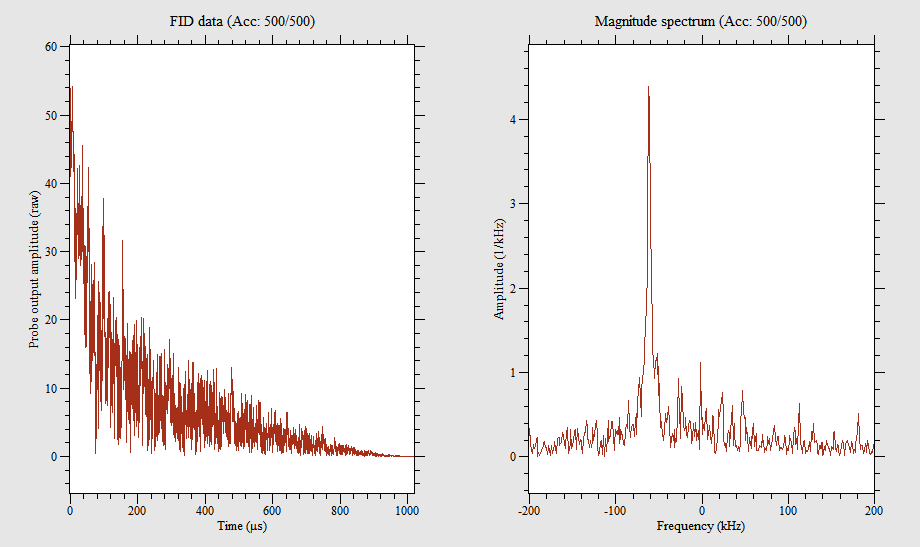 FID data (Acc: 500/500)
60
50
40
30
20
10
0
Probe output amplitude (raw)
0 200 400 600 800 1000
Time (µs)
Magnitude spectrum (Acc: 500/500)
4
3
2
1
0
Amplitude (1/kHz)
-200 -100 0 100 200
Frequency (kHz)